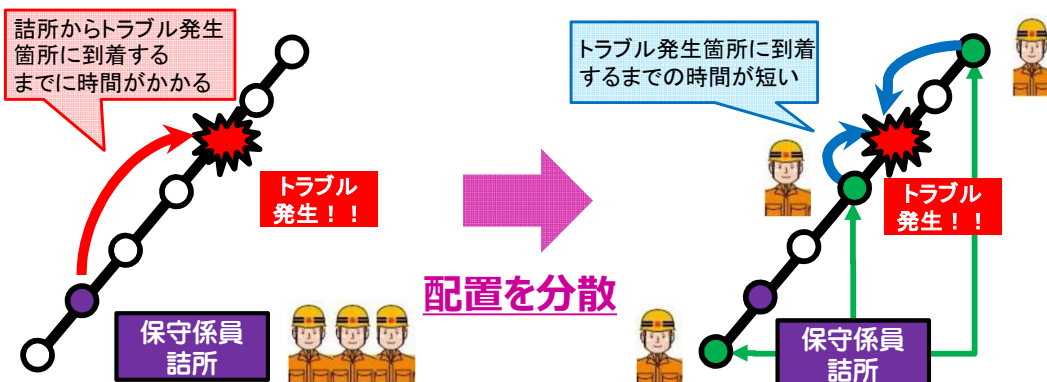 詰所からトラブル発生
箇所に到着する
までに時間がかかる
トラブル
発生！！
保守係員
詰所
配置を分散
トラブル発生箇所に到着
するまでの時間が短い
トラブル
発生！！
保守係員
詰所